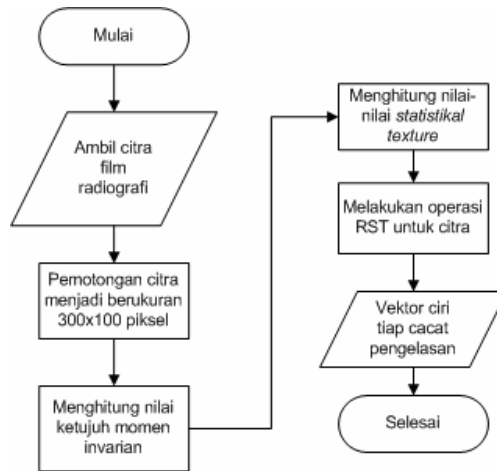 Mulai
Ambil citra
film
radiografi
Pemotongan citra
menjadi berukuran
300x100 piksel
Menghitung nilai
ketujuh momen
invarian
Menghitung nilai-
nilai statistikal
texture
Melakukan operasi
RST untuk citra
Vektor ciri
tiap cacat
pengelasan
Selesai